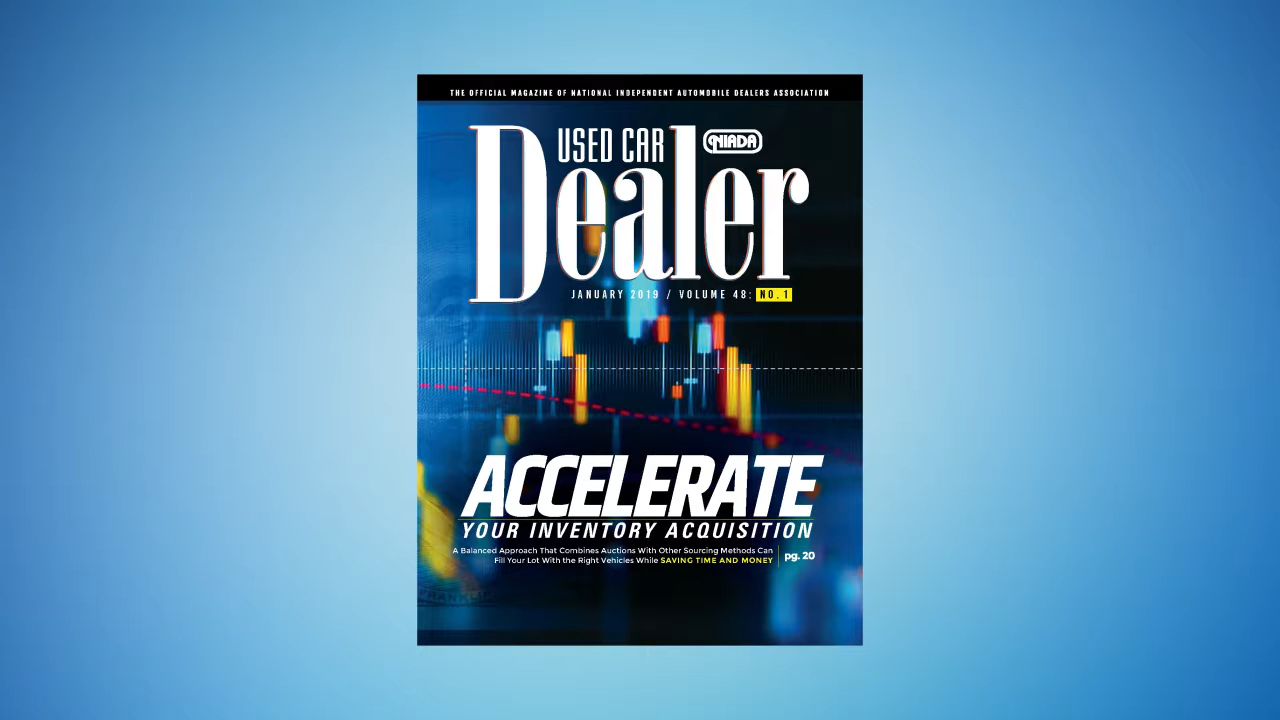 THE OFFICIAL MAGAZINE OF NATIONAL INDEPENDENT AUTOMOBILE DEALERS ASSOCIATION
USED CAR
NIADA
Dealer
JANUARY 2019 / VOLUME 48: NO. 1
ACCELERATE
YOUR INVENTORY ACQUISITION
A Balanced Approach That Combines Auctions With Other Sourcing Methods Can
Fill Your Lot With the Right Vehicles While SAVING TIME AND MONEY
pg. 20
FRANKLIN